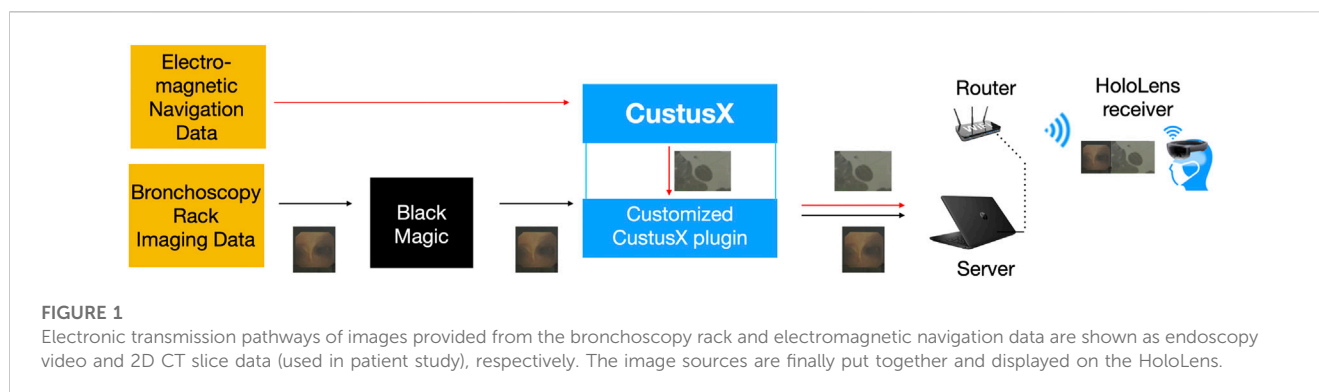 Electro-
magnetic
Navigation
Data
CustusX
Router
HoloLens
receiver
Bronchoscopy
Rack
Imaging Data
Black
Magic
Customized
CustusX plugin
Server
FIGURE 1
Electronic transmission pathways of images provided from the bronchoscopy rack and electromagnetic navigation data are shown as endoscopy
video and 2D CT slice data (used in patient study), respectively. The image sources are finally put together and displayed on the HoloLens.